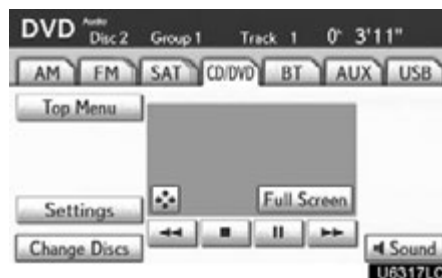 DVD Audio Disc 2 Group 1 Track 1 0' 3'11"
AM FM SAT CD/DVD BT AUX USB
Top Menu
Full Screen
Settings
Change Discs
Sound
U6317LC